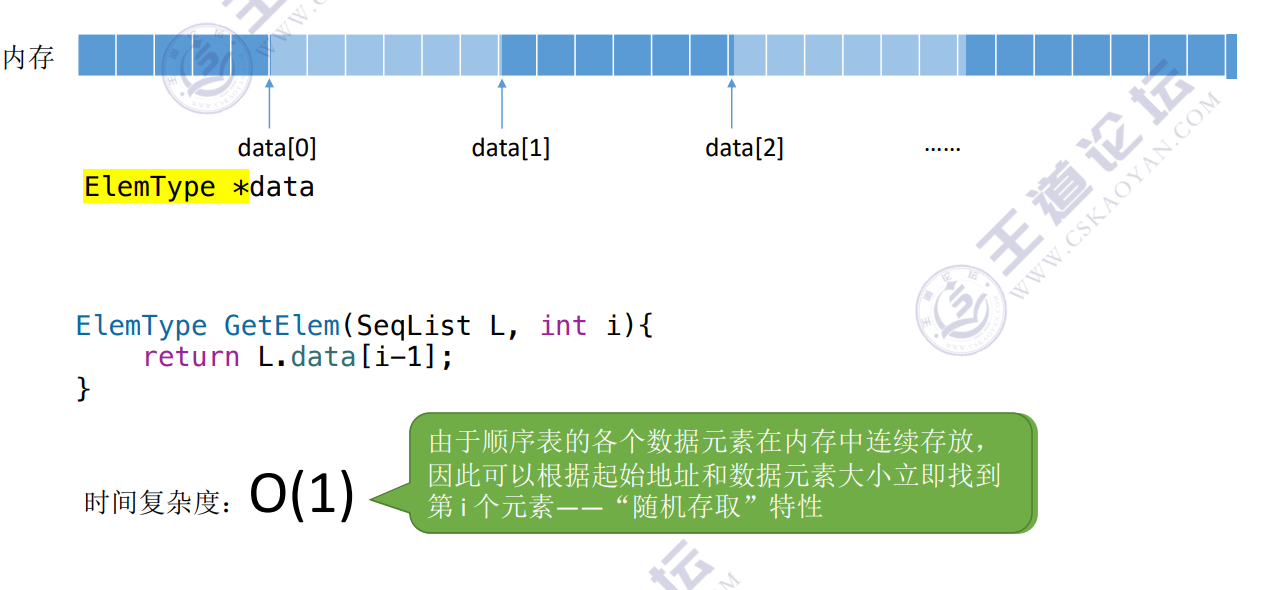 内存
data[0] data[1] data[2] ……
ElemType *data
ElemType GetElem(SeqList L, int i){
return L.data[i-1];
}
由于顺序表的各个数据元素在内存中连续存放，
因此可以根据起始地址和数据元素大小立即找到
第i个元素——“随机存取”特性
时间复杂度：O(1)
王道论坛
WWW.CSKAOYAN.COM